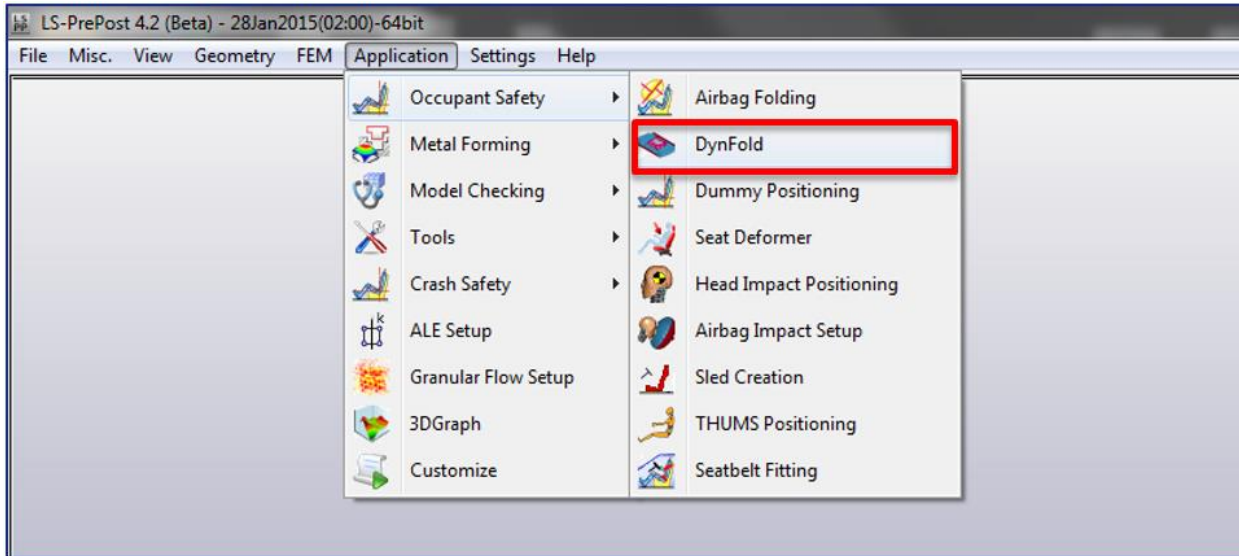 LS-PrePost 4.2 (Beta) - 28Jan2015(02:00)-64bit
File Misc. View Geometry FEM Application Settings Help
Occupant Safety
Metal Forming
Model Checking
Tools
Crash Safety
k
ALE Setup
Granular Flow Setup
3DGraph
Customize
Airbag Folding
DynFold
Dummy Positioning
Seat Deformer
Head Impact Positioning
Airbag Impact Setup
Sled Creation
THUMS Positioning
Seatbelt Fitting